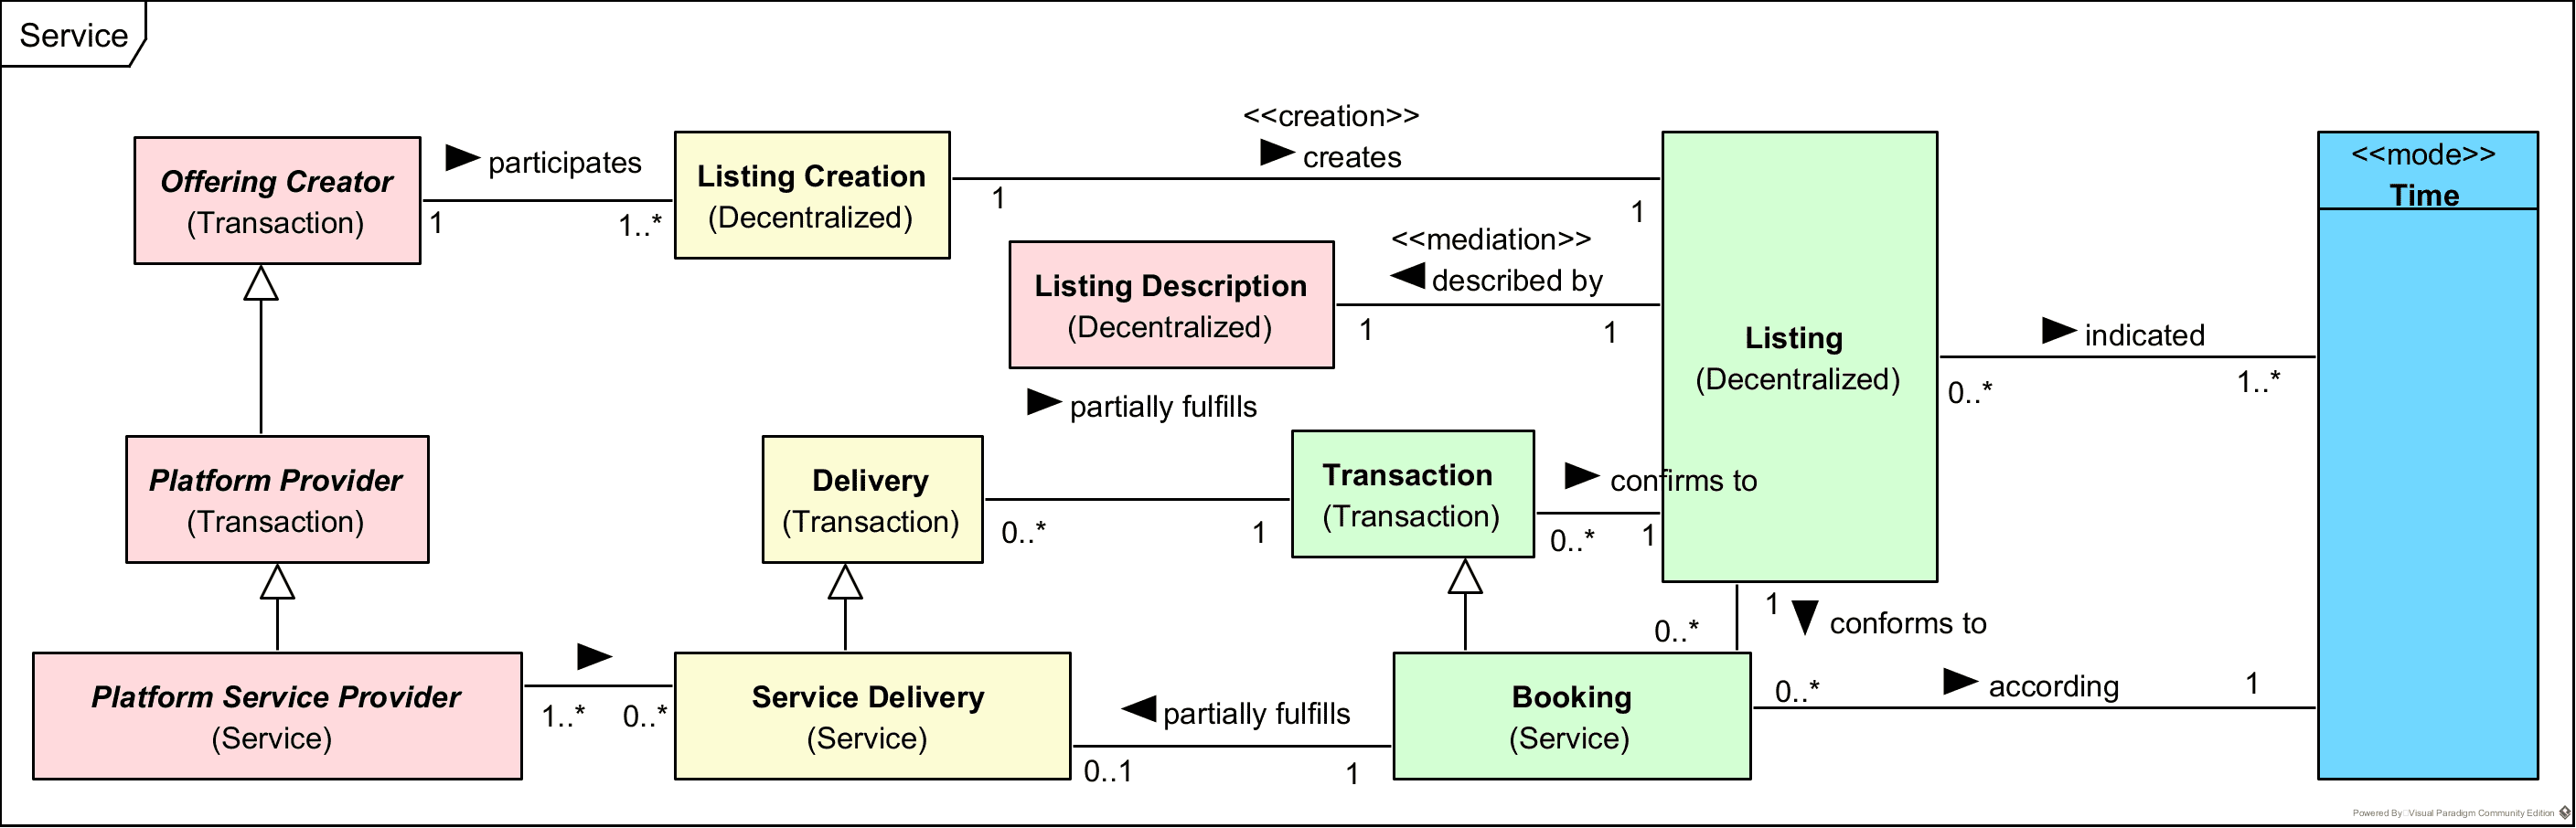 Service
<<creation>>
creates
Offering Creator
(Transaction)
participates
1
1..*
Listing Creation
(Decentralized)
1
1
<<mode>>
Time
<<mediation>>
described by
Listing Description
(Decentralized)
1
1
Listing
(Decentralized)
indicated
0..*
1..*
partially fulfills
Platform Provider
(Transaction)
Delivery
(Transaction)
0..*
1
Transaction
(Transaction)
confirms to
0..*
1
1
0..*
conforms to
Platform Service Provider
(Service)
1..*
0..*
Service Delivery
(Service)
partially fulfills
0..1
1
Booking
(Service)
0..*
according
1
Powered By Visual Paradigm Community Edition